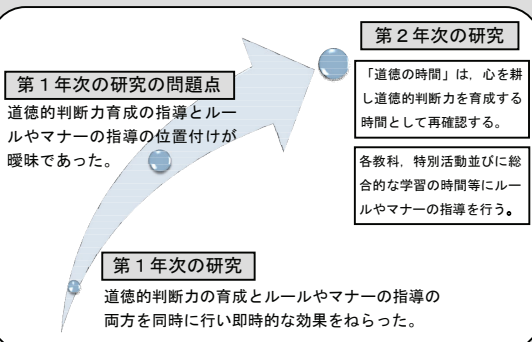 第２年次の研究
「道徳の時間」は，心を耕
し道徳的判断力を育成する
時間として再確認する。
各教科，特別活動並びに総
合的な学習の時間等にルー
ルやマナーの指導を行う。
第１年次の研究の問題点
道徳的判断力育成の指導とルー
ルやマナーの指導の位置付けが
曖昧であった。
第１年次の研究
道徳的判断力の育成とルールやマナーの指導の
両方を同時に行い即時的な効果をねらった。